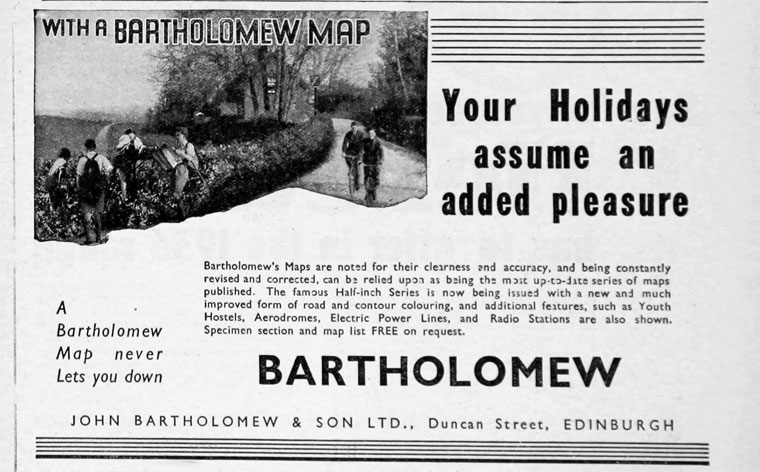 WITH A BARTHOLOMEW MAP
Your Holidays
assume an
added pleasure
Bartholomew's Maps are noted for their clearness and accuracy, and being constantly
revised and corrected, can be relied upon as being the most up-to-date series of maps
published. The famous Half-inch Series is now being issued with a new and much
improved form of road and contour colouring, and additional features, such as Youth
Hostels, Aerodromes, Electric Power Lines, and Radio Stations are also shown.
Specimen section and map list FREE on request.
A
Bartholomew
Map never
Lets you down
BARTHOLOMEW
JOHN BARTHOLOMEW & SON LTD., Duncan Street, EDINBURGH